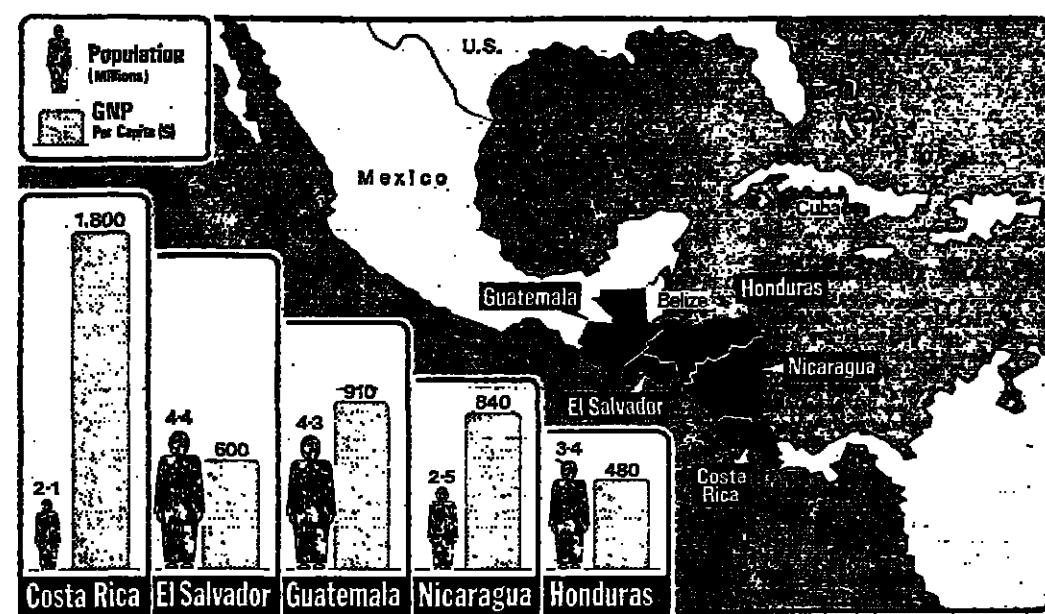 Population
(Millions)
GNP
Per Capita ($)
U.S.
Mexico
Cuba
Guatemala
Belize
Honduras
Nicaragua
El Salvador
Costa
Rica
1,800
2·1
4·4
600
4·3
910
2·5
840
3·4
480
Costa Rica
El Salvador
Guatemala
Nicaragua
Honduras